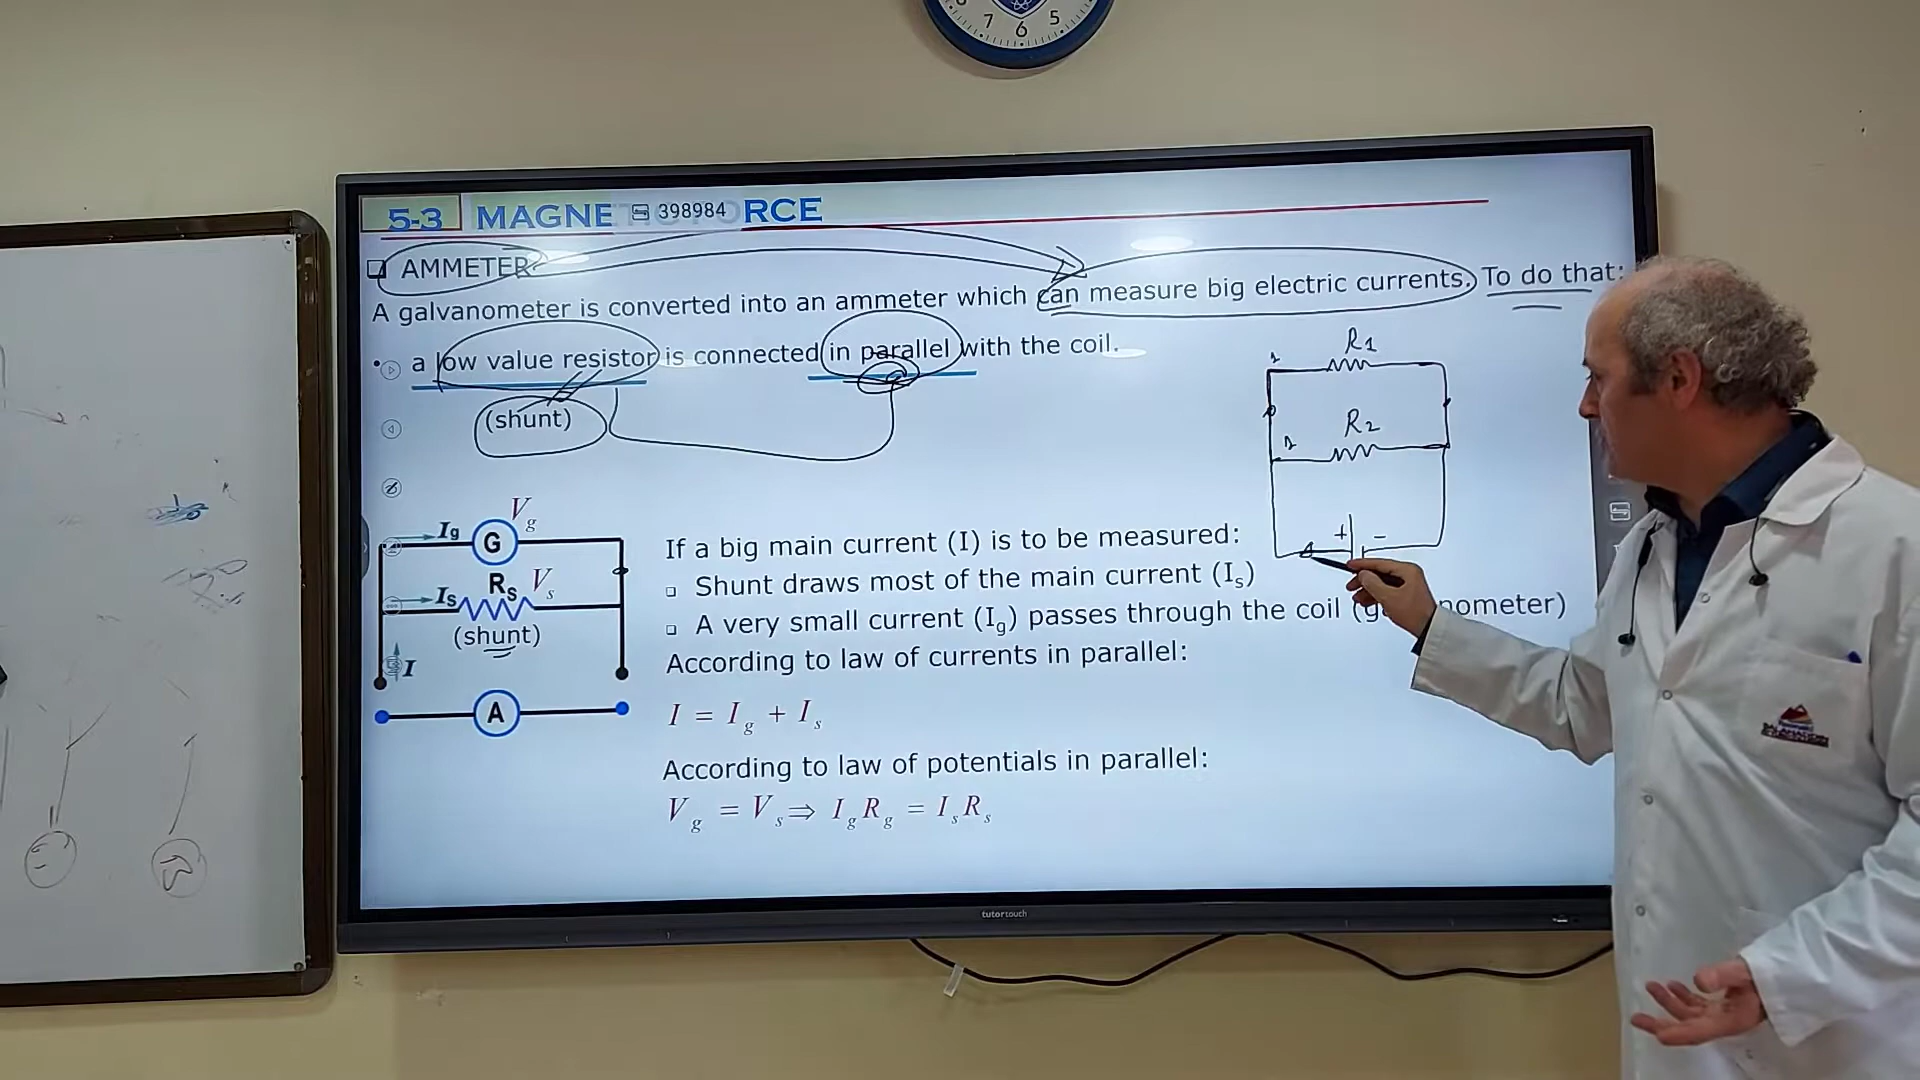 7 6 5
5-3 MAGNE 398984 RCE
AMMETER
A galvanometer is converted into an ammeter which can measure big electric currents. To do that:
• a low value resistor is connected in parallel with the coil.
(shunt)
R1
R2
+ -
Ig G Vg
Is Rs Vs
(shunt)
I
A
If a big main current (I) is to be measured:
Shunt draws most of the main current (Is)
A very small current (Ig) passes through the coil (g nometer)
According to law of currents in parallel:
I = Ig + Is
According to law of potentials in parallel:
Vg = Vs ⇒ IgRg = IsRs
tutortouch